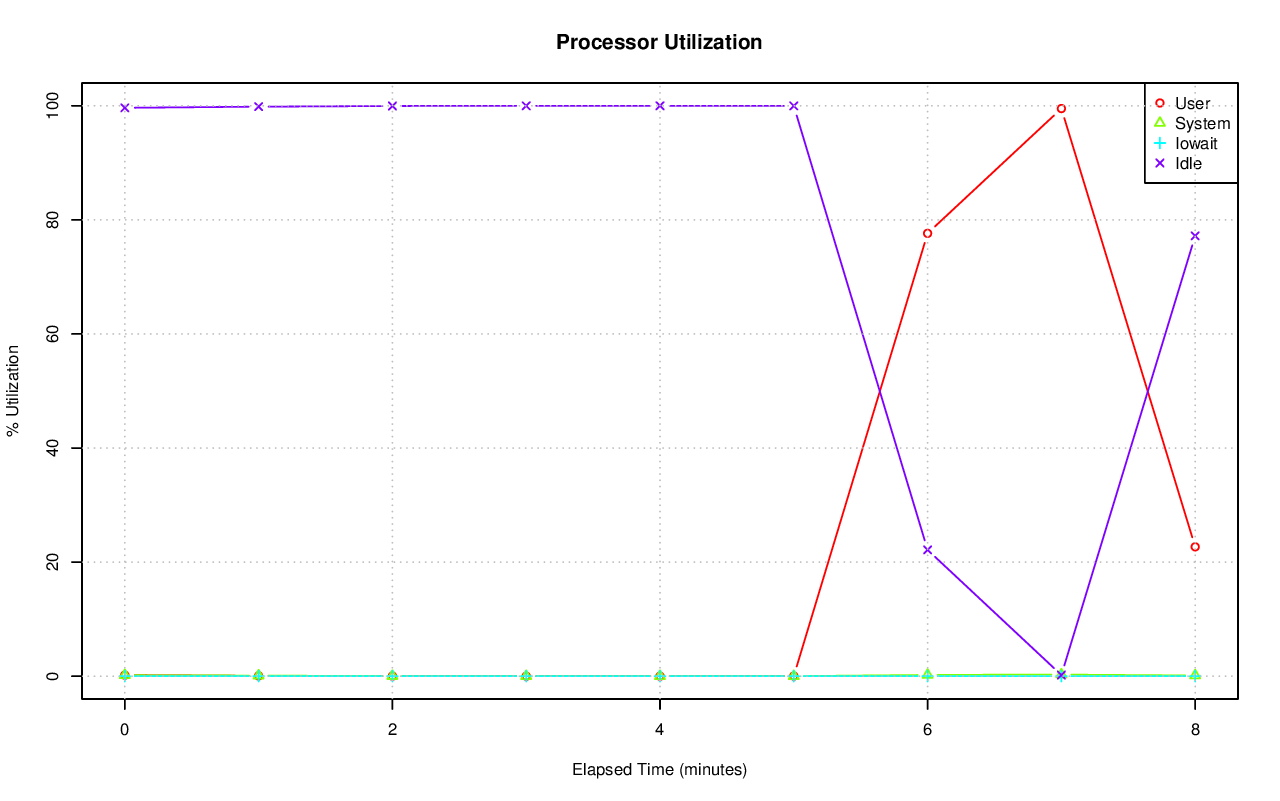 Processor Utilization
100
80
60
40
20
0
% Utilization
User
System
Iowait
Idle
0 2 4 6 8
Elapsed Time (minutes)